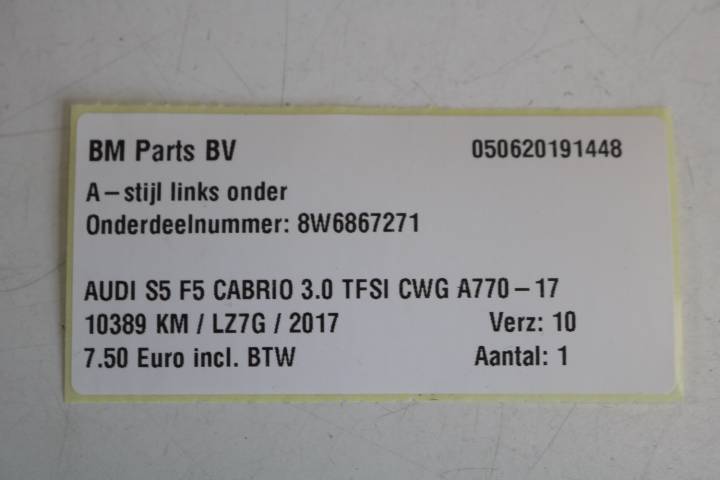 BM Parts BV 050620191448
A-stijl links onder
Onderdeelnummer: 8W6867271
AUDI S5 F5 CABRIO 3.0 TFSI CWG A770-17
10389 KM / LZ7G / 2017 Verz: 10
7.50 Euro incl. BTW Aantal: 1